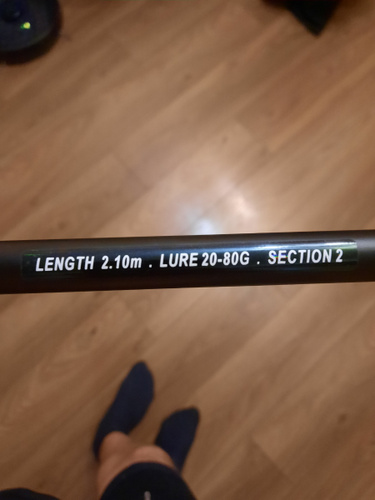 LENGTH 2.10m . LURE 20-80G . SECTION 2